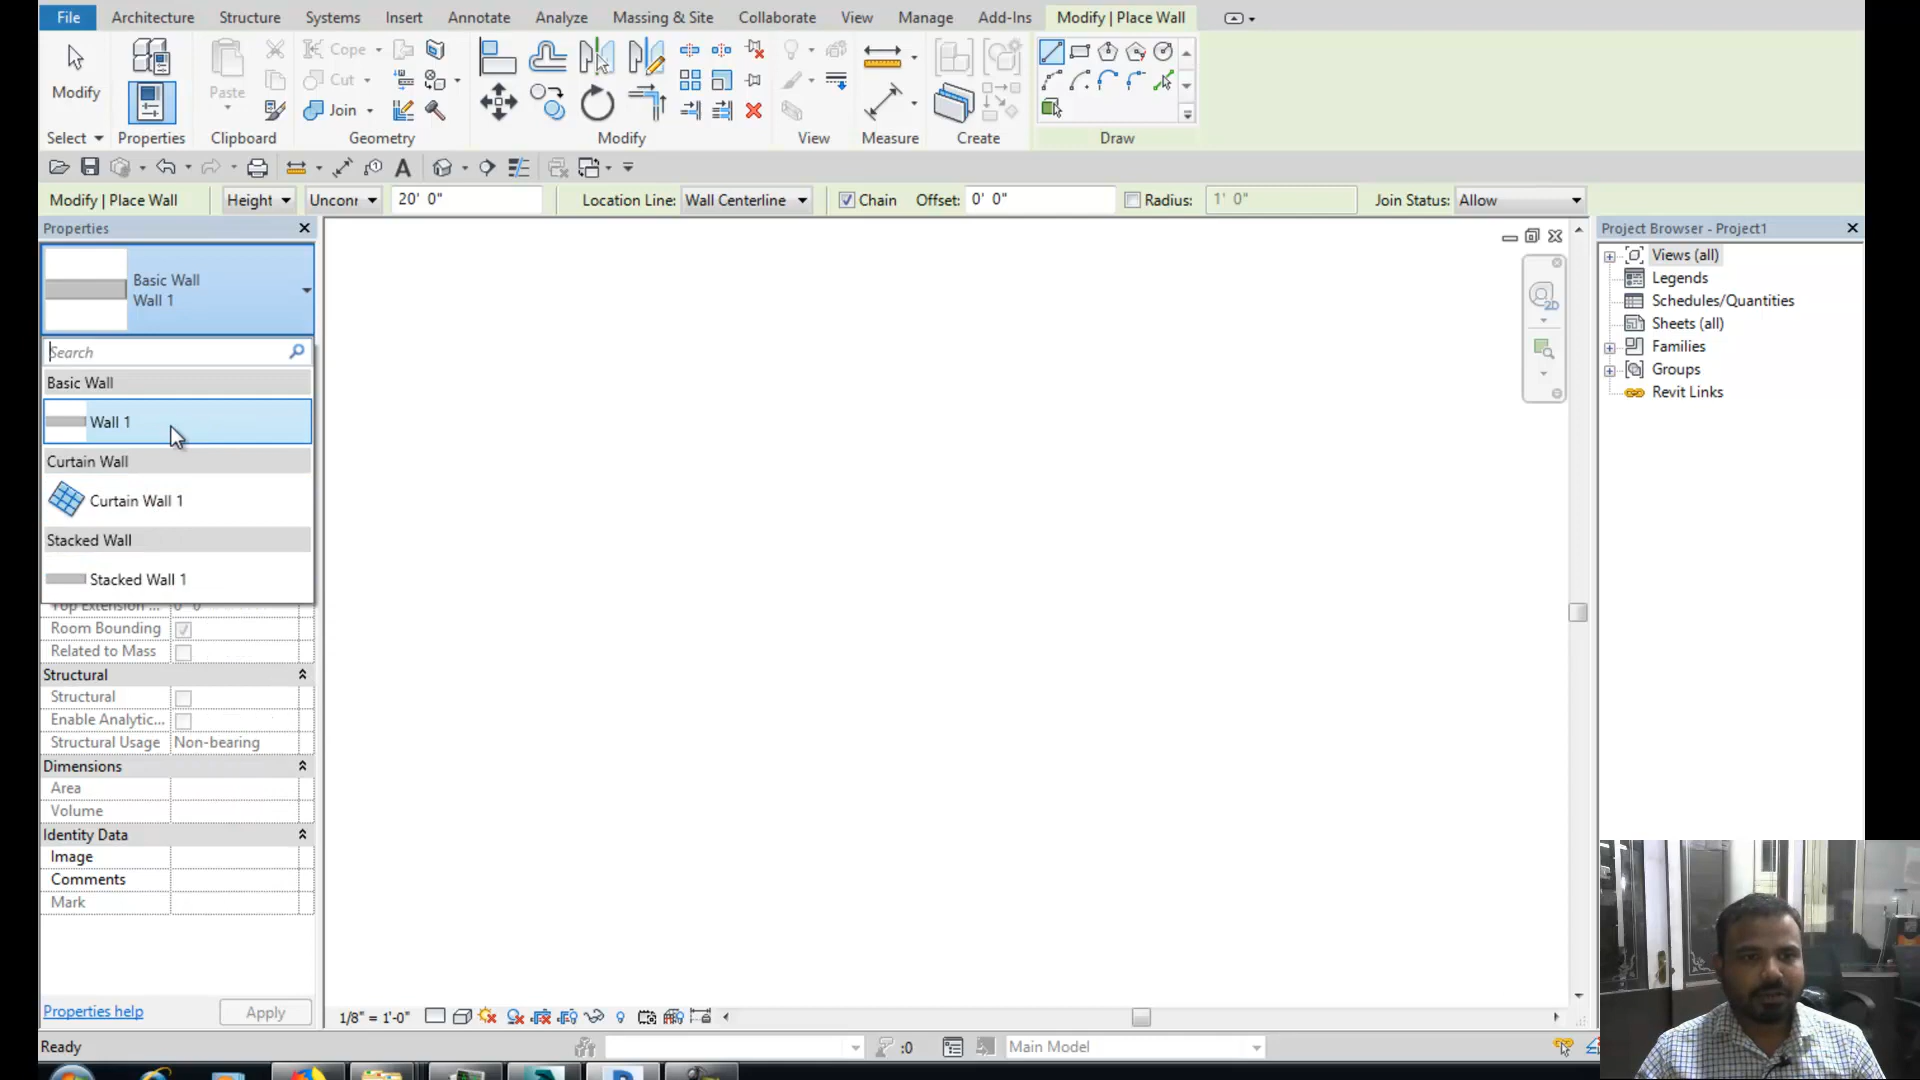 File Architecture Structure Systems Insert Annotate Analyze Massing & Site Collaborate View Manage Add-Ins Modify | Place Wall
Modify
Paste
Cope
Cut
Join
Select Properties Clipboard Geometry Modify View Measure Create Draw
Modify | Place Wall Height Unconr 20' 0" Location Line: Wall Centerline Chain Offset: 0' 0" Radius: 1' 0" Join Status: Allow
Properties
Basic Wall
Wall 1
Search
Basic Wall
Wall 1
Curtain Wall
Curtain Wall 1
Stacked Wall
Stacked Wall 1
Top Extension ... 0' 0"
Room Bounding
Related to Mass
Structural
Structural
Enable Analytic...
Structural Usage Non-bearing
Dimensions
Area
Volume
Identity Data
Image
Comments
Mark
Properties help Apply
2D
Project Browser - Project1
Views (all)
Legends
Schedules/Quantities
Sheets (all)
Families
Groups
Revit Links
1/8" = 1'-0"
Ready :0 Main Model